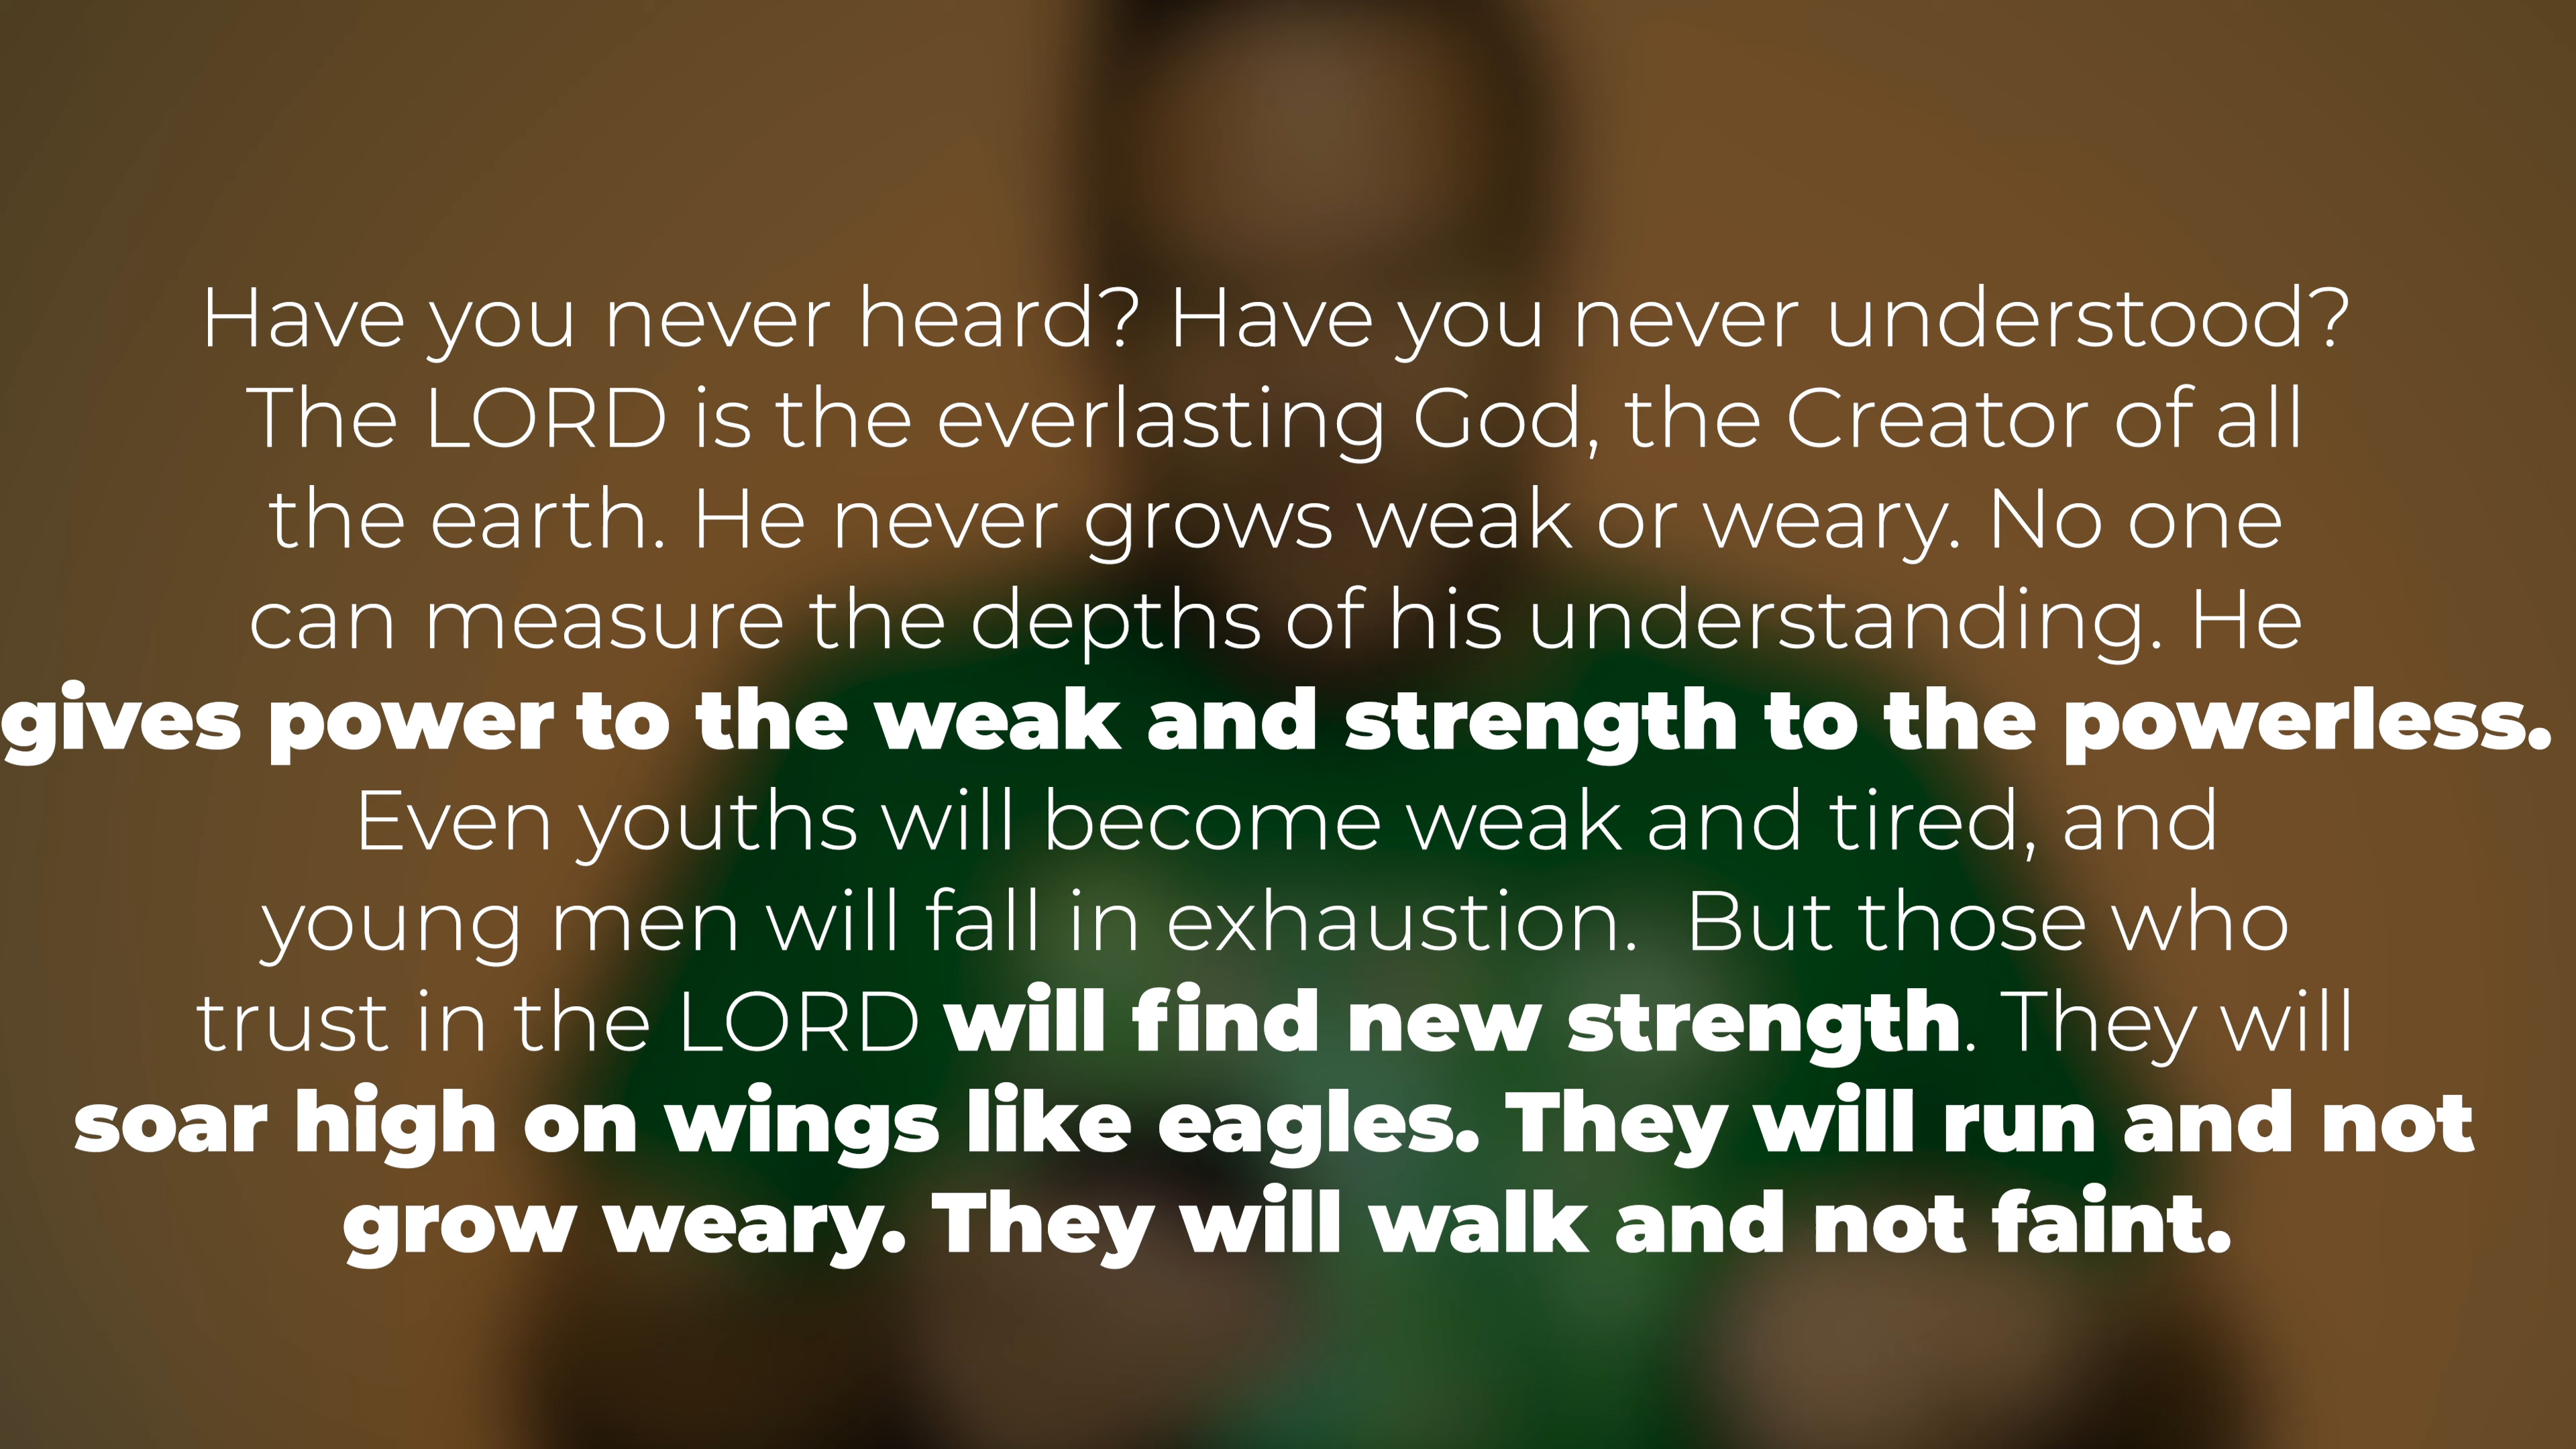 Have you never heard? Have you never understood?
The LORD is the everlasting God, the Creator of all
the earth. He never grows weak or weary. No one
can measure the depths of his understanding. He
gives power to the weak and strength to the powerless.
Even youths will become weak and tired, and
young men will fall in exhaustion.  But those who
trust in the LORD will find new strength. They will
soar high on wings like eagles. They will run and not
grow weary. They will walk and not faint.